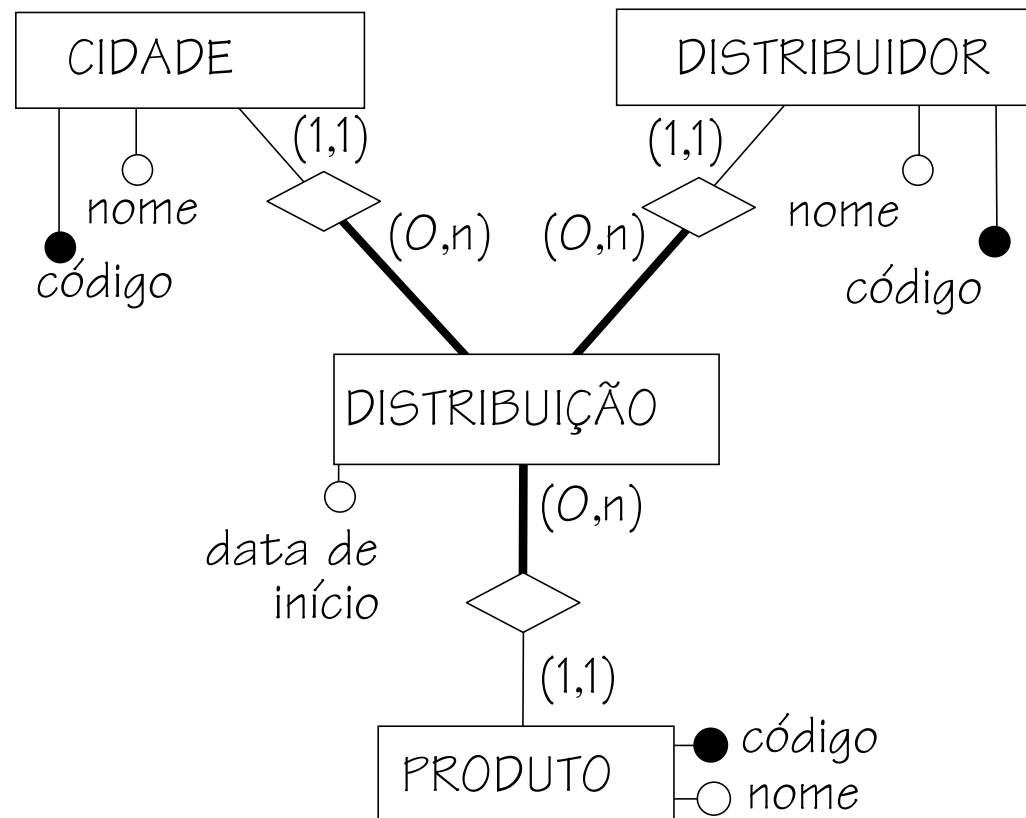 CIDADE
DISTRIBUIDOR
(1,1)
(1,1)
nome
nome
(0,n)
(0,n)
código
código
DISTRIBUIÇÃO
(0,n)
data de
início
(1,1)
código
PRODUTO
nome